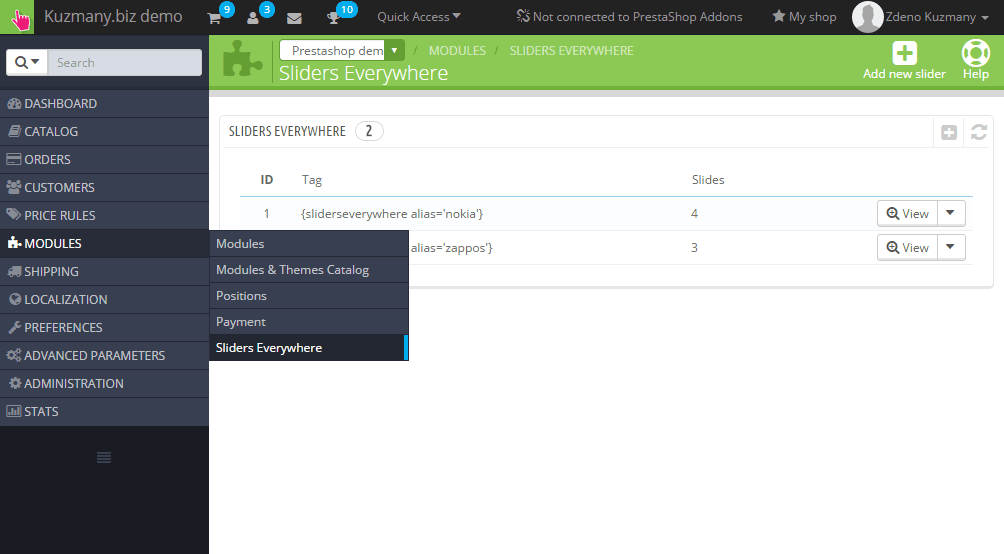 Kuzmany.biz demo 9 3 10 Quick Access Not connected to PrestaShop Addons My shop Zdeno Kuzmany
Search
Prestashop dem / MODULES / SLIDERS EVERYWHERE
Sliders Everywhere
Add new slider Help
DASHBOARD
CATALOG
ORDERS
CUSTOMERS
PRICE RULES
MODULES
SHIPPING
LOCALIZATION
PREFERENCES
ADVANCED PARAMETERS
ADMINISTRATION
STATS
Modules
Modules & Themes Catalog
Positions
Payment
Sliders Everywhere
SLIDERS EVERYWHERE 2
ID Tag Slides
1 {sliderseverywhere alias='nokia'} 4 View
alias='zappos'} 3 View